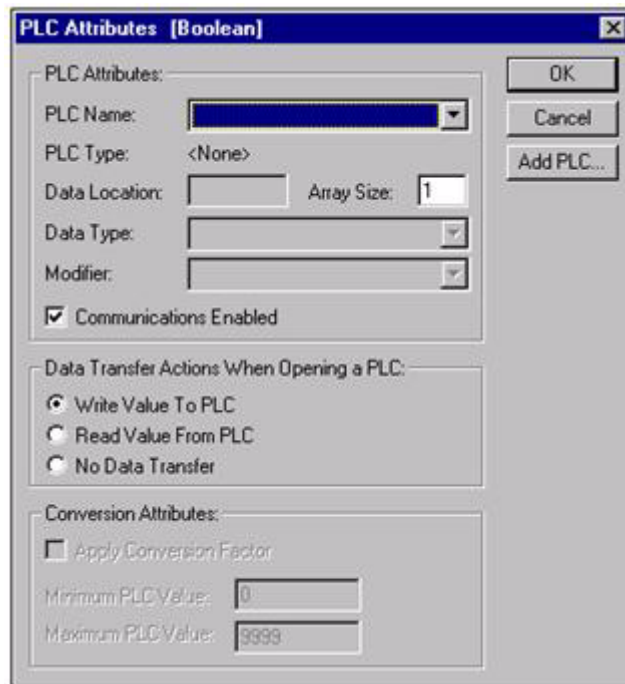 PLC Attributes [Boolean]
PLC Attributes:
OK
PLC Name:
Cancel
PLC Type: <None>
Add PLC...
Data Location: Array Size: 1
Data Type:
Modifier:
Communications Enabled
Data Transfer Actions When Opening a PLC:
Write Value To PLC
Read Value From PLC
No Data Transfer
Conversion Attributes:
Apply Conversion Factor
Minimum PLC Value: 0
Maximum PLC Value: 9999